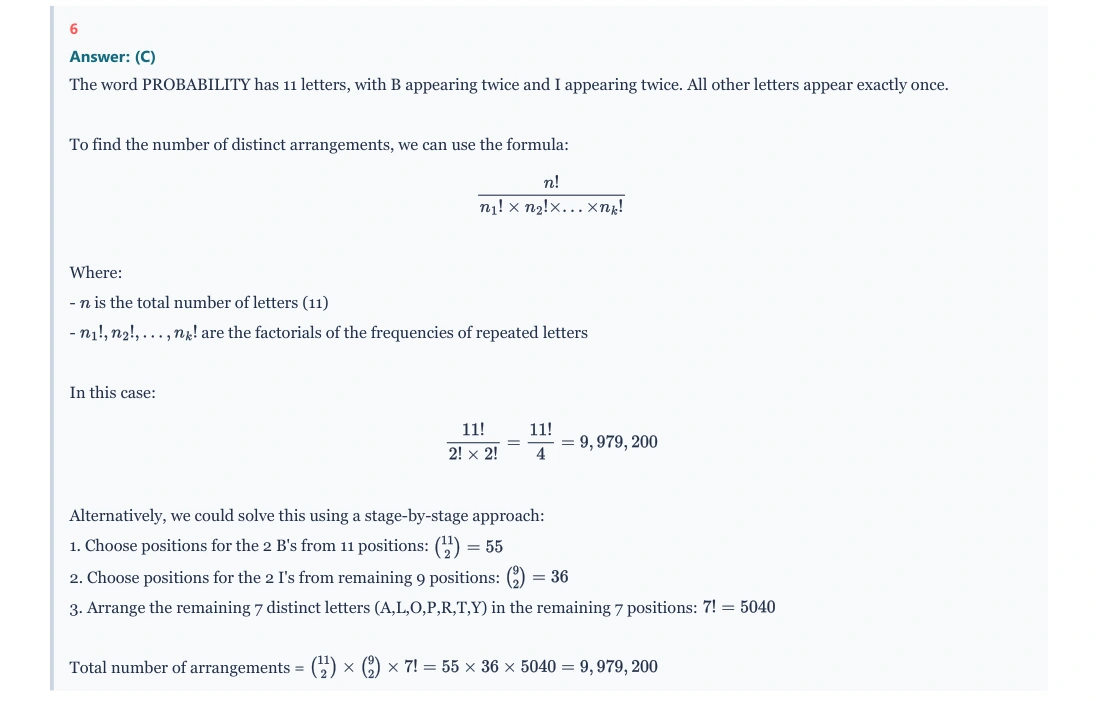 6
Answer: (C)
The word PROBABILITY has 11 letters, with B appearing twice and I appearing twice. All other letters appear exactly once.
To find the number of distinct arrangements, we can use the formula:
n!
n₁! × n₂!×...×nₖ!
Where:
- n is the total number of letters (11)
- n₁!, n₂!, . . . , nₖ! are the factorials of the frequencies of repeated letters
In this case:
11!/(2! × 2!) = 11!/4 = 9, 979, 200
Alternatively, we could solve this using a stage-by-stage approach:
1. Choose positions for the 2 B's from 11 positions: (11 2) = 55
2. Choose positions for the 2 I's from remaining 9 positions: (9 2) = 36
3. Arrange the remaining 7 distinct letters (A,L,O,P,R,T,Y) in the remaining 7 positions: 7! = 5040
Total number of arrangements = (11 2) × (9 2) × 7! = 55 × 36 × 5040 = 9, 979, 200